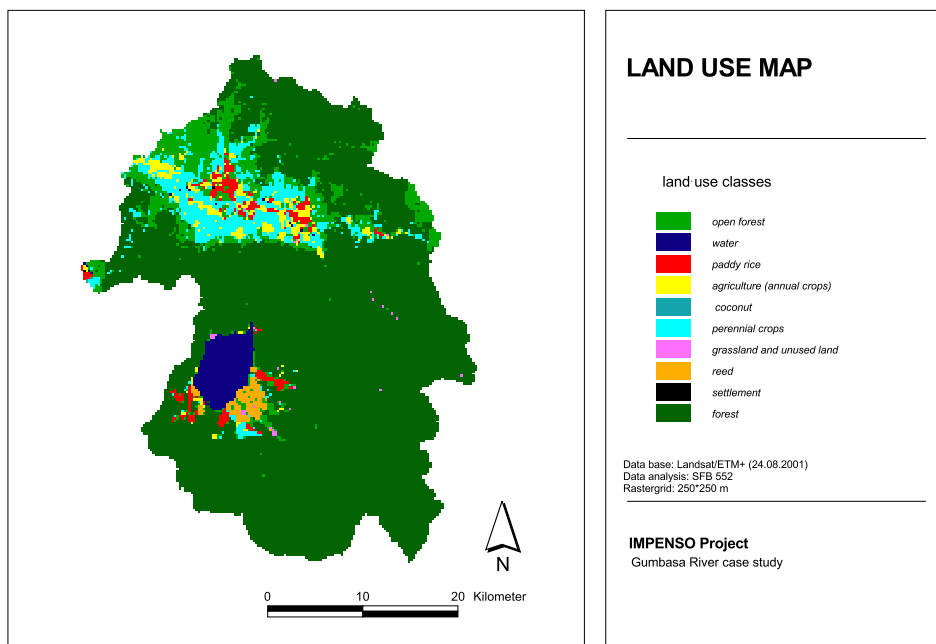 LAND USE MAP
land·use classes
open forest
water
paddy rice
agriculture (annual crops)
coconut
perennial crops
grassland and unused land
reed
settlement
forest
Data base: Landsat/ETM+ (24.08.2001)
Data analysis: SFB 552
Rastergrid: 250*250 m
IMPENSO Project
Gumbasa River case study
N
0 10 20 Kilometer